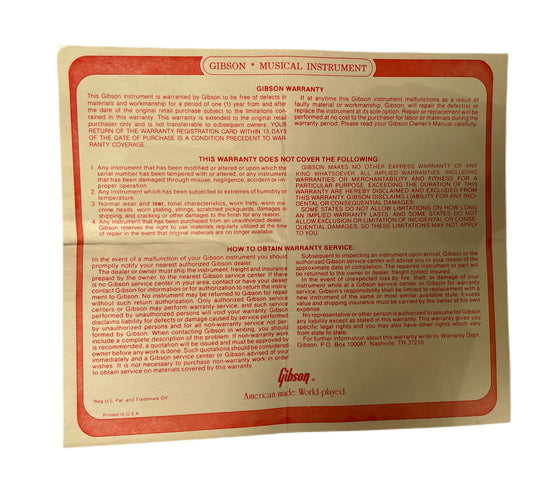 GIBSON * MUSICAL INSTRUMENT
GIBSON WARRANTY
This Gibson instrument is warranted by Gibson to be free of defects in
materials and workmanship for a period of one (1) year from and after
the date of the original retail purchase subject to the limitations con-
tained in this warranty. This warranty is extended to the original retail
purchaser only and is not transferable to subsequent owners. YOUR
RETURN OF THE WARRANTY REGISTRATION CARD WITHIN 15 DAYS
OF THE DATE OF PURCHASE IS A CONDITION PRECEDENT TO WAR-
RANTY COVERAGE.
If at anytime this Gibson instrument malfunctions as a result of
faulty material or workmanship, Gibson, will repair the defect(s) or
replace the instrument at its sole option. Repair or replacement will be
performed at no cost to the purchaser for labor or materials during the
warranty period. Please read your Gibson Owner's Manual carefully.
THIS WARRANTY DOES NOT COVER THE FOLLOWING:
1. Any instrument that has been modified or altered or upon which the
serial number has been tampered with or altered, or any instrument
that has been damaged through misuse, negligence, accident or im-
proper operation.
2. Any instrument which has been subjected to extremes of humidity or
temperature.
3. Normal wear and tear, tonal characteristics, worn frets, worn ma-
chine heads, worn plating, strings, scratched pickguards, damages in
shipping, and cracking or other damages to the finish for any reason.
4. Any instrument that has been purchased from an unauthorized dealer.
Gibson reserves the right to use materials regularly utilized at the time
of repair in the event that original materials are no longer available.
GIBSON MAKES NO OTHER EXPRESS WARRANTY OF ANY
KIND WHATSOEVER. ALL IMPLIED WARRANTIES, INCLUDING
WARRANTIES OR MERCHANTABILITY AND FITNESS FOR A
PARTICULAR PURPOSE, EXCEEDING THE DURATION OF THIS
WARRANTY ARE HEREBY DISCLAIMED AND EXCLUDED FROM
THIS WARRANTY. GIBSON DISCLAIMS LIABILITY FOR ANY INCI-
DENTAL OR CONSEQUENTIAL DAMAGES.
SOME STATES DO NOT ALLOW LIMITATIONS ON HOW LONG
AN IMPLIED WARRANTY LASTS, AND SOME STATES DO NOT
ALLOW EXCLUSION OR LIMITATION OF INCIDENTAL OR CONSE-
QUENTIAL DAMAGES, SO THESE LIMITATIONS MAY NOT APPLY
TO YOU.
HOW TO OBTAIN WARRANTY SERVICE:
In the event of a malfunction of your Gibson instrument you should
promptly notify your nearest authorized Gibson dealer.
The dealer or owner must ship the instrument, freight and insurance
prepaid by the owner, to the nearest Gibson service center. If there
is no Gibson service center in your area, contact or have your dealer
contact Gibson for information or for authorization to return the instru-
ment to Gibson. No instrument may be returned to Gibson for repair
without such return authorization. Only authorized Gibson service
centers or Gibson may perform warranty service, and such service
performed by unauthorized persons will void your warranty. Gibson
disclaims liability for defects or damage caused by service performed
by unauthorized persons and for all non-warranty service not per-
formed by Gibson. When contacting Gibson in writing, you should
include a complete description of the problem. If non-warranty work
is recommended, a quotation will be issued and must be approved by
owner before any work is done. Such quotations should be considered
immediately and a Gibson service center or Gibson advised of your
wishes. It is not necessary to purchase non-warranty work in order
to obtain service on materials covered by this warranty
Subsequent to inspecting an instrument upon arrival, Gibson or the
authorized Gibson service center will advise you or your dealer of the
approximate date of completion. The repaired instrument or part will
be returned to the owner or dealer, freight collect insured.
In the event of irreparable damage, loss by fire, theft, or damage of your
instrument while at a Gibson service center or Gibson for warranty
service, Gibson's responsibility shall be limited to replacement with a
new instrument of the same or most similar available style. Excess
value and shipping insurance must be carried by the owner at its own
expense.
No representative or other person is authorized to assume for Gibson
any liability except as stated in this warranty. This warranty gives you
specific legal rights and you may also have other rights which vary
from state to state.
For further information about this warranty write to: Warranty Dept.,
Gibson, P.O. Box 100087, Nashville, TN 37210
Gibson ®
American-made. World-played.
*Reg U.S. Pat. and Trademark Off.
Printed in U.S.A.